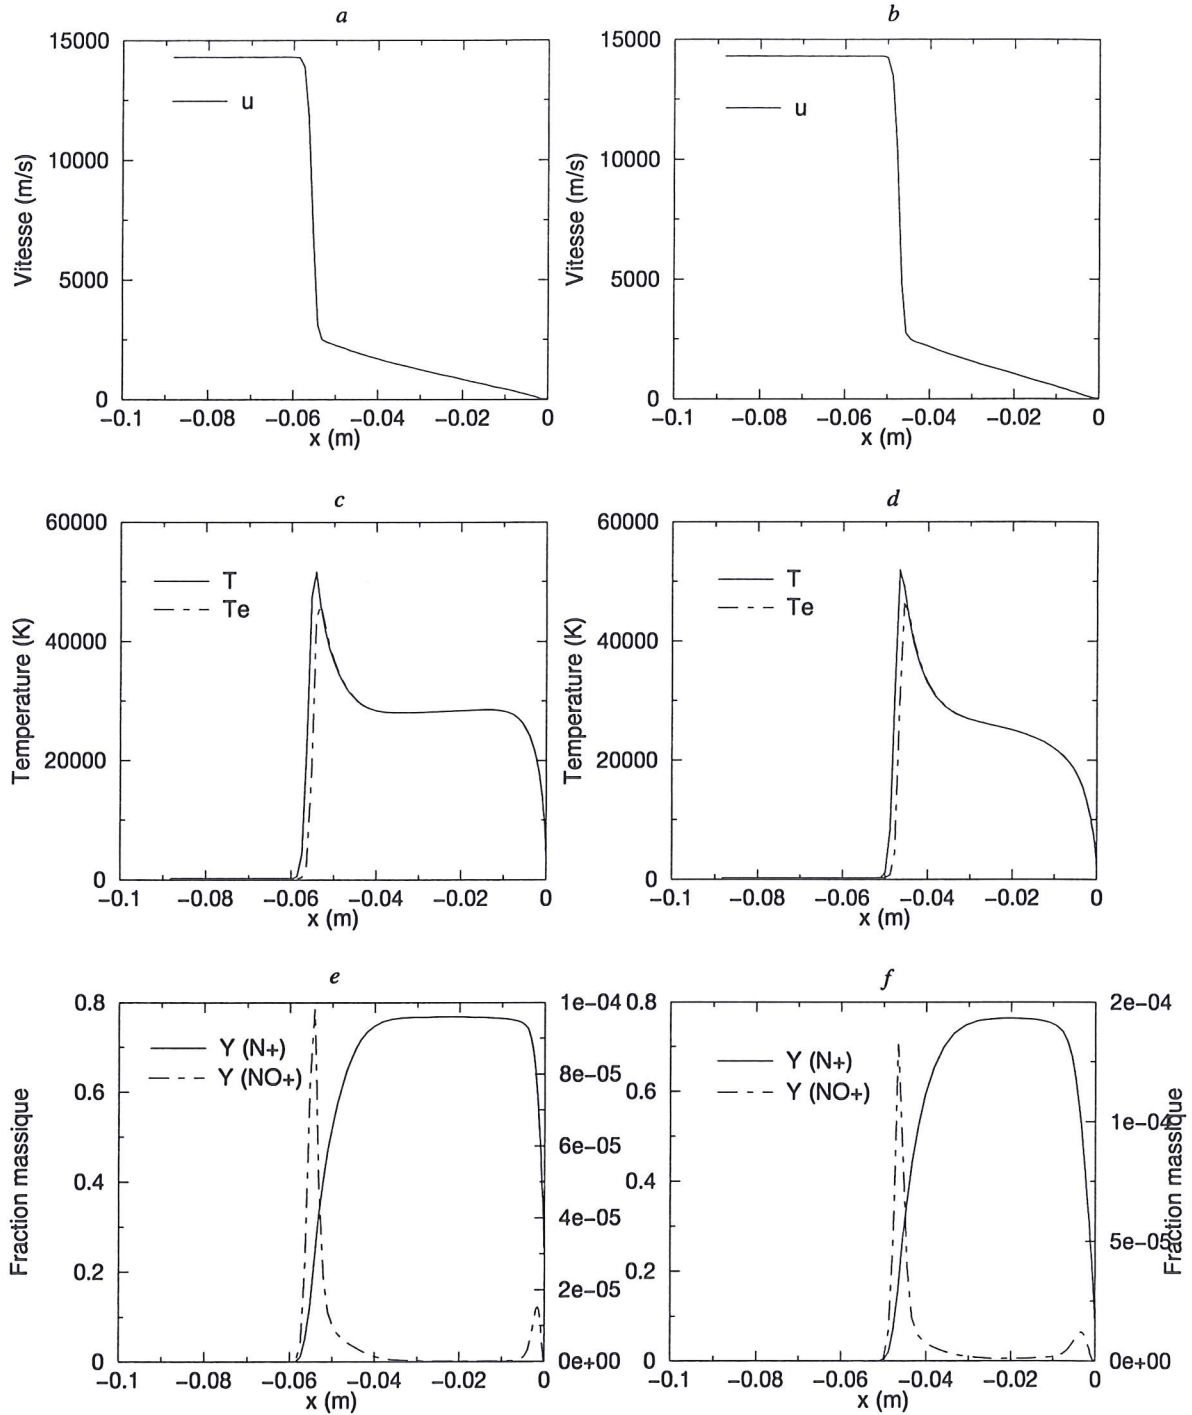 a
15000
10000
5000
0
Vitesse (m/s)
u
−0.1 −0.08 −0.06 −0.04 −0.02 0
x (m)
b
15000
10000
5000
0
Vitesse (m/s)
u
−0.1 −0.08 −0.06 −0.04 −0.02 0
x (m)
c
60000
40000
20000
0
Temperature (K)
T
Te
−0.1 −0.08 −0.06 −0.04 −0.02 0
x (m)
d
60000
40000
20000
0
Temperature (K)
T
Te
−0.1 −0.08 −0.06 −0.04 −0.02 0
x (m)
e
0.8
0.6
0.4
0.2
0
Fraction massique
Y (N+)
Y (NO+)
1e−04
8e−05
6e−05
4e−05
2e−05
0e+00
−0.1 −0.08 −0.06 −0.04 −0.02 0
x (m)
f
0.8
0.6
0.4
0.2
0
Y (N+)
Y (NO+)
2e−04
1e−04
5e−05
0e+00
Fraction massique
−0.1 −0.08 −0.06 −0.04 −0.02 0
x (m)